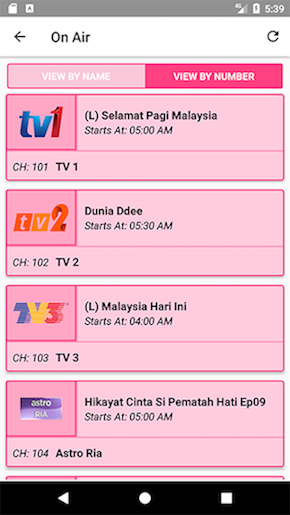 4G 5:39
On Air
VIEW BY NAME VIEW BY NUMBER
tv1
(L) Selamat Pagi Malaysia
Starts At: 05:00 AM
CH: 101 TV 1
tv2
Dunia Ddee
Starts At: 05:30 AM
CH: 102 TV 2
TV3
(L) Malaysia Hari Ini
Starts At: 04:00 AM
CH: 103 TV 3
astro
RIA
Hikayat Cinta Si Pematah Hati Ep09
Starts At: 05:00 AM
CH: 104 Astro Ria